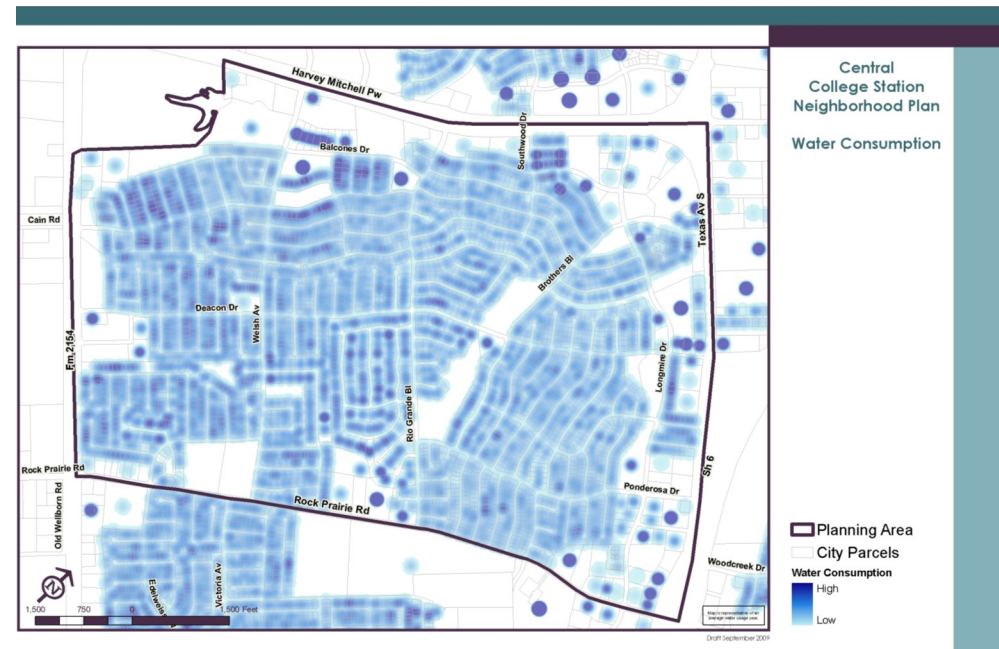 Central
College Station
Neighborhood Plan
Water Consumption
Harvey Mitchell Pw
Southwood Dr
Balcones Dr
Cain Rd
Texas Av S
Brothers Bl
Deacon Dr
Welsh Av
Fm 2154
Longmire Dr
Rio Grande Bl
Rock Prairie Rd
Sh 6
Ponderosa Dr
Old Wellborn Rd
Rock Prairie Rd
Woodcreek Dr
Victoria Av
N
1,500 750 0 1,500 Feet
Planning Area
City Parcels
Water Consumption
High
Low
Draft September 2009